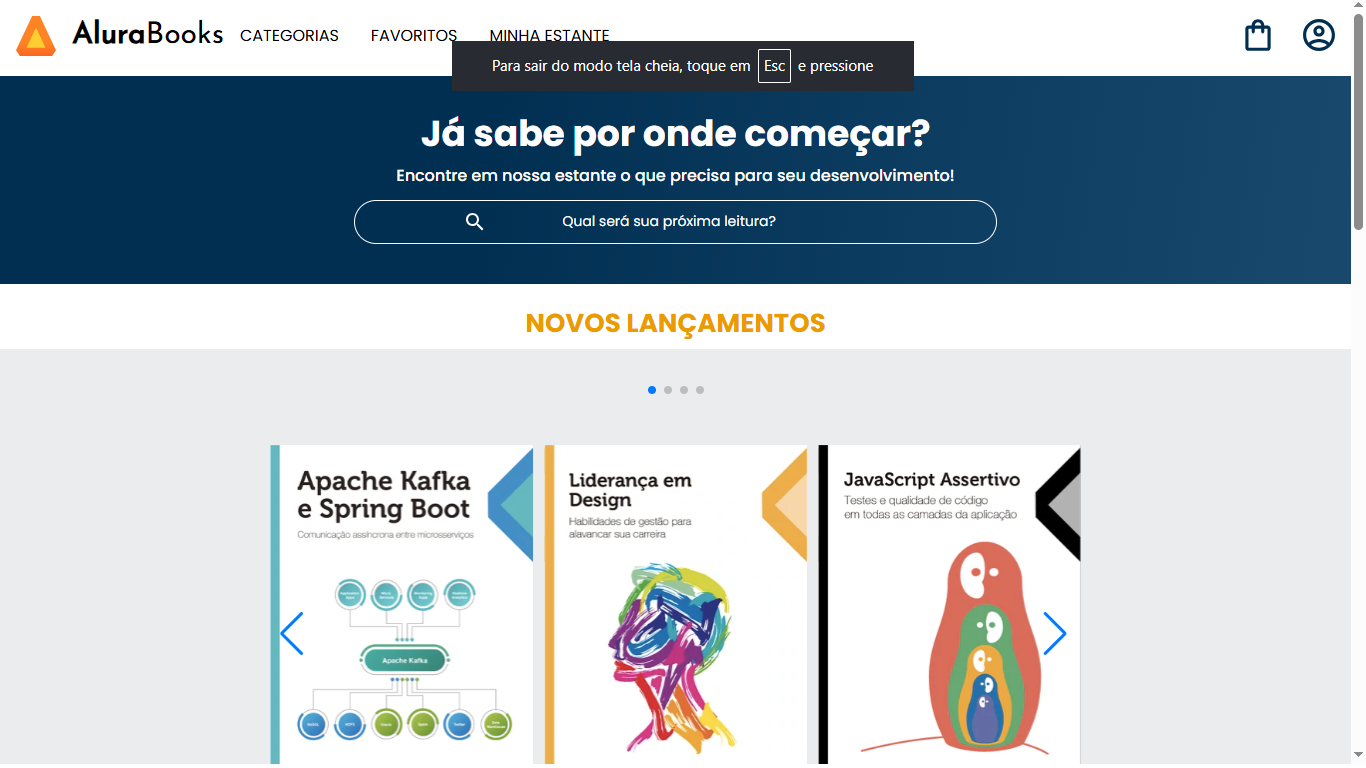 AluraBooks
CATEGORIAS
FAVORITOS
MINHA ESTANTE
Para sair do modo tela cheia, toque em Esc e pressione
Já sabe por onde começar?
Encontre em nossa estante o que precisa para seu desenvolvimento!
Qual será sua próxima leitura?
NOVOS LANÇAMENTOS
Apache Kafka
e Spring Boot
Comunicação assíncrona entre microsserviços
Apache Kafka
Liderança em
Design
Habilidades de gestão para
alavancar sua carreira
JavaScript Assertivo
Testes e qualidade de código
em todas as camadas da aplicação